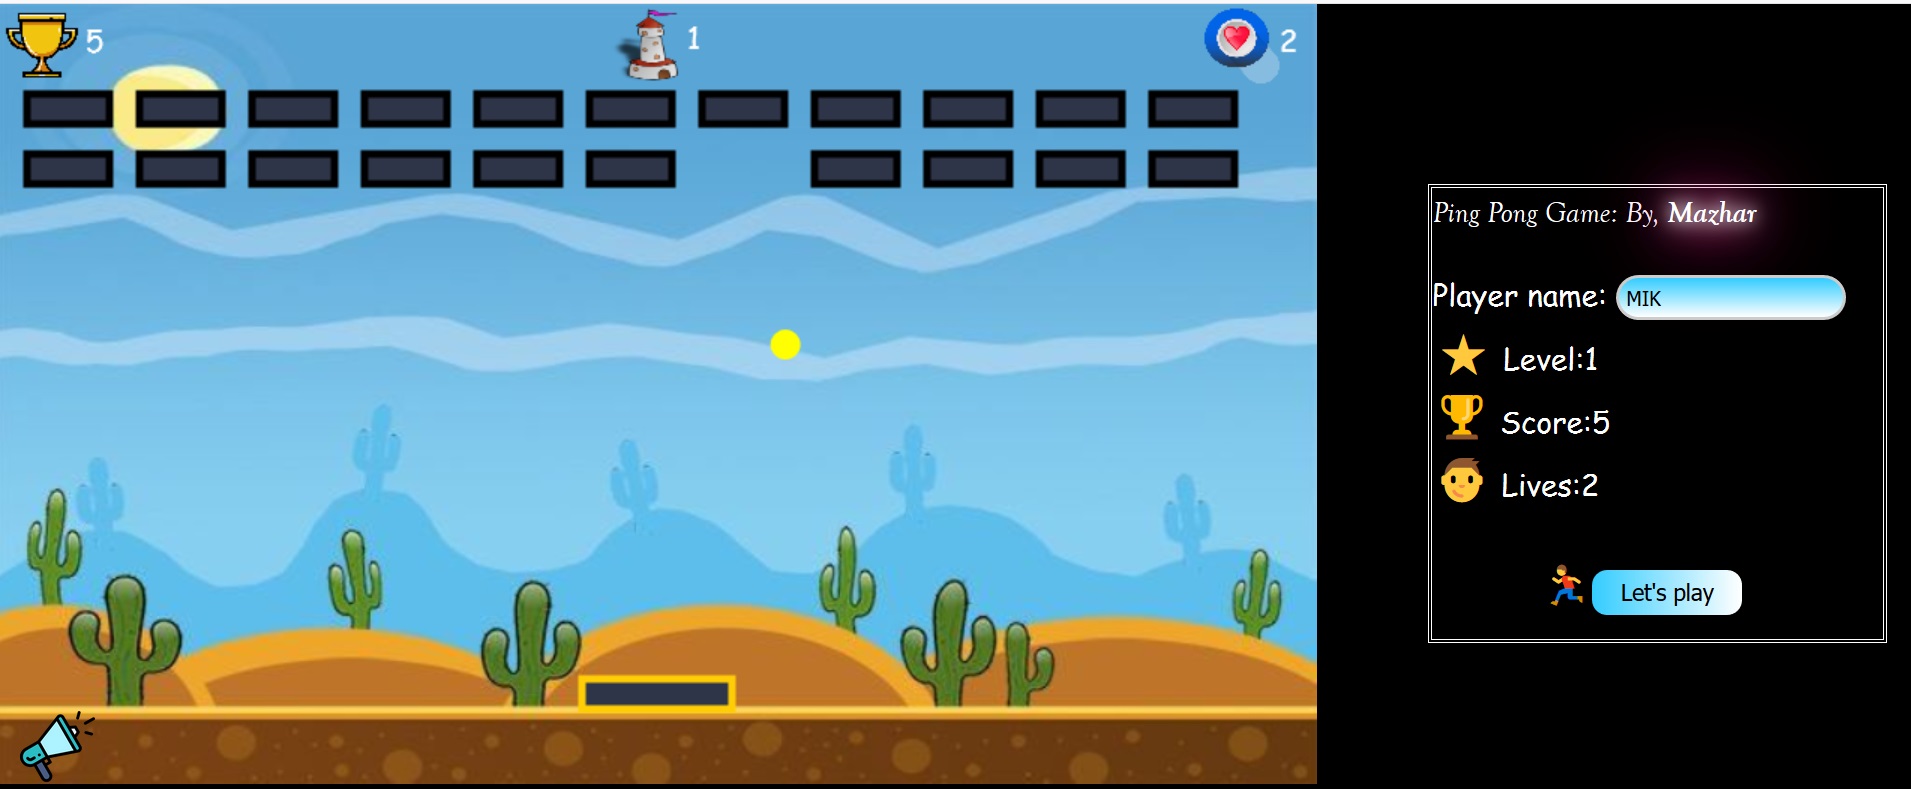 5
1
2
Ping Pong Game: By, Mazhar
Player name: MIK
Level:1
Score:5
Lives:2
Let's play